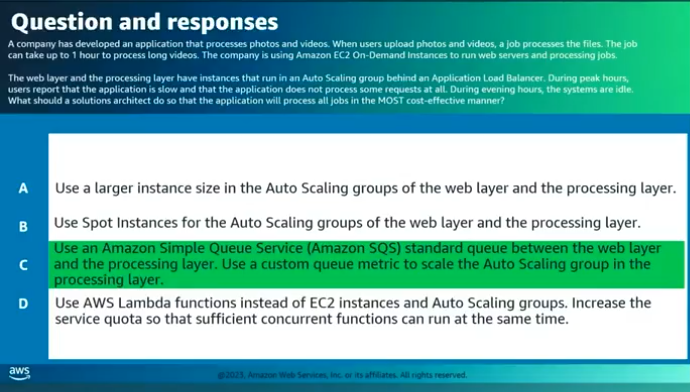 Question and responses
A company has developed an application that processes photos and videos. When users upload photos and videos, a job processes the files. The job
can take up to 1 hour to process long videos. The company is using Amazon EC2 On-Demand Instances to run web servers and processing jobs.
The web layer and the processing layer have instances that run in an Auto Scaling group behind an Application Load Balancer. During peak hours,
users report that the application is slow and that the application does not process some requests at all. During evening hours, the systems are idle.
What should a solutions architect do so that the application will process all jobs in the MOST cost-effective manner?
A Use a larger instance size in the Auto Scaling groups of the web layer and the processing layer.
B Use Spot Instances for the Auto Scaling groups of the web layer and the processing layer.
Use an Amazon Simple Queue Service (Amazon SQS) standard queue between the web layer
C and the processing layer. Use a custom queue metric to scale the Auto Scaling group in the
processing layer.
D Use AWS Lambda functions instead of EC2 instances and Auto Scaling groups. Increase the
service quota so that sufficient concurrent functions can run at the same time.
aws
©2023, Amazon Web Services, Inc. or its affiliates. All rights reserved.